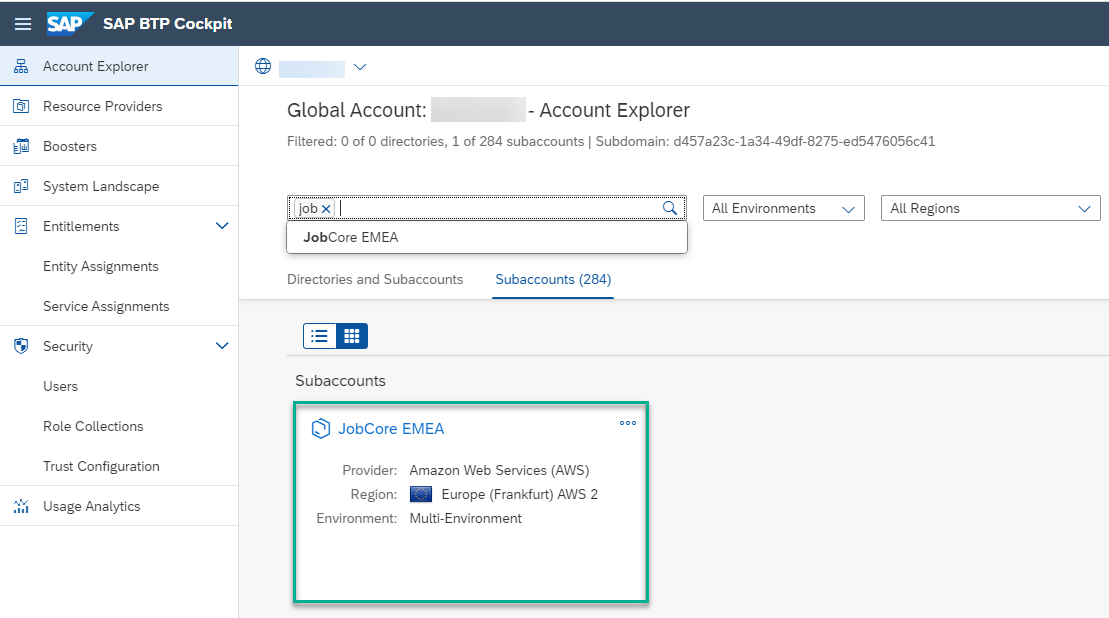 SAP SAP BTP Cockpit
Account Explorer
Resource Providers
Boosters
System Landscape
Entitlements
Entity Assignments
Service Assignments
Security
Users
Role Collections
Trust Configuration
Usage Analytics
Global Account: - Account Explorer
Filtered: 0 of 0 directories, 1 of 284 subaccounts | Subdomain: d457a23c-1a34-49df-8275-ed5476056c41
job
All Environments
All Regions
JobCore EMEA
Directories and Subaccounts
Subaccounts (284)
Subaccounts
JobCore EMEA
Provider: Amazon Web Services (AWS)
Region: Europe (Frankfurt) AWS 2
Environment: Multi-Environment